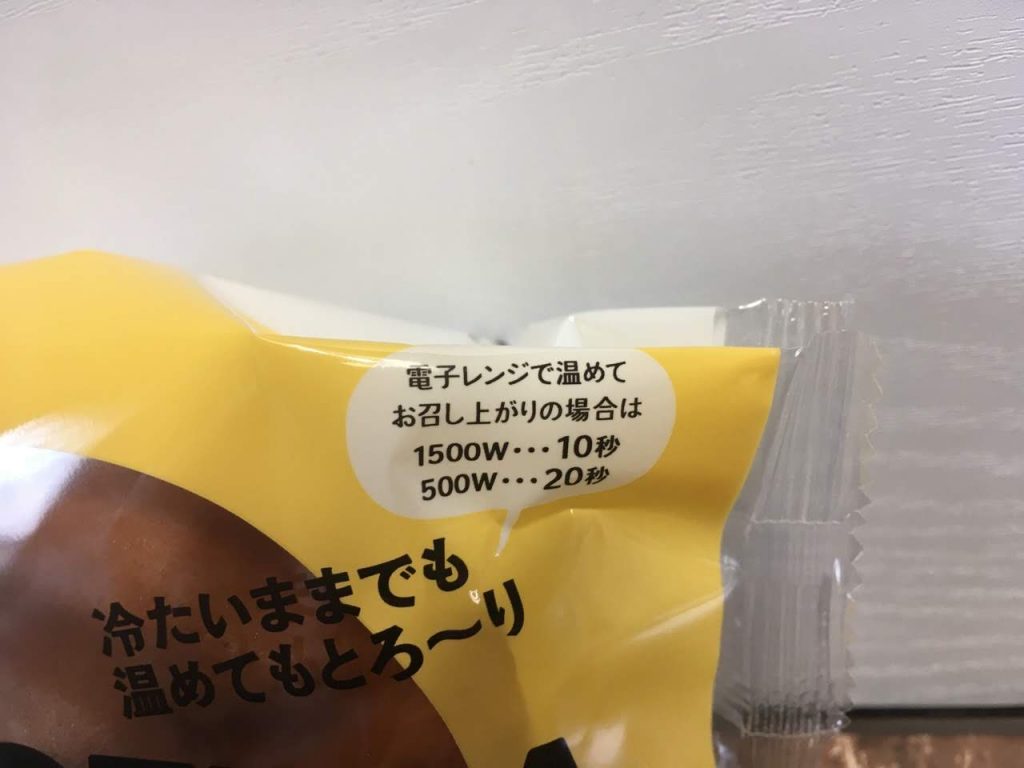 電子レンジで温めて
お召し上がりの場合は
1500W･･･10秒
500W･･･20秒
冷たいままでも
温めてもとろ〜り